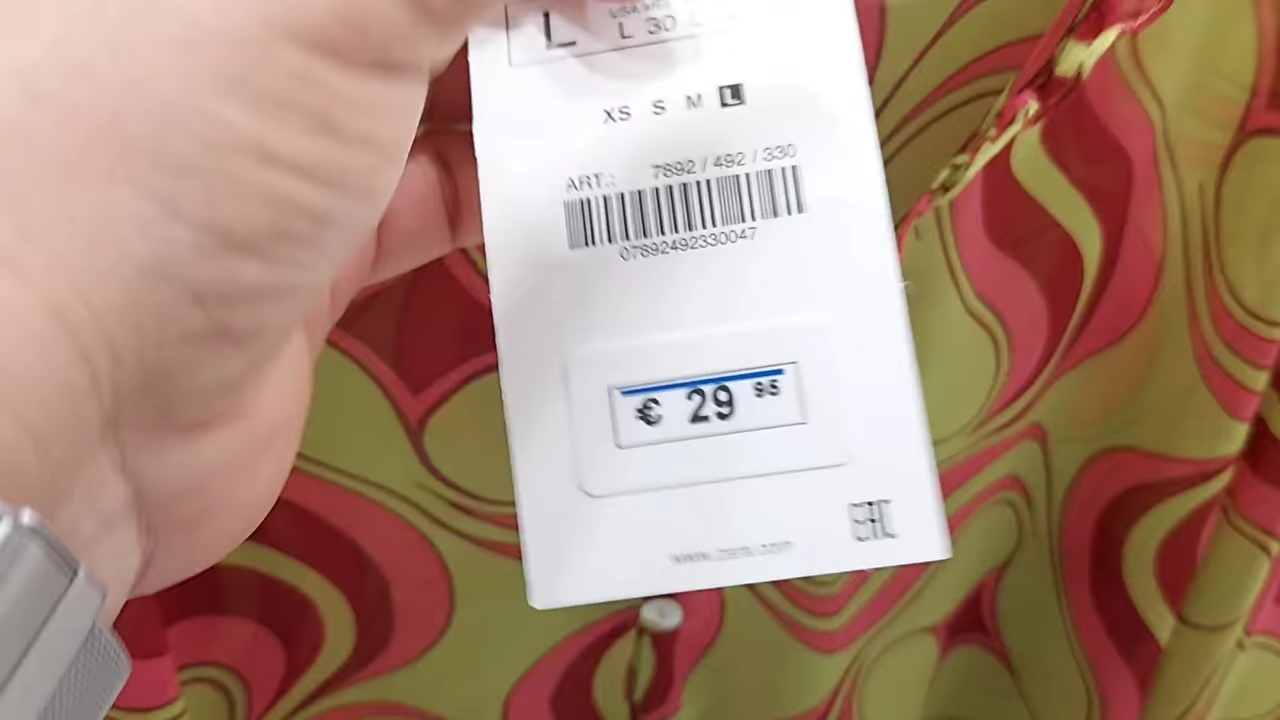 L
L 30
XS S M L
ART.: 7892 / 492 / 330
07892492330047
€ 29 95
EAC